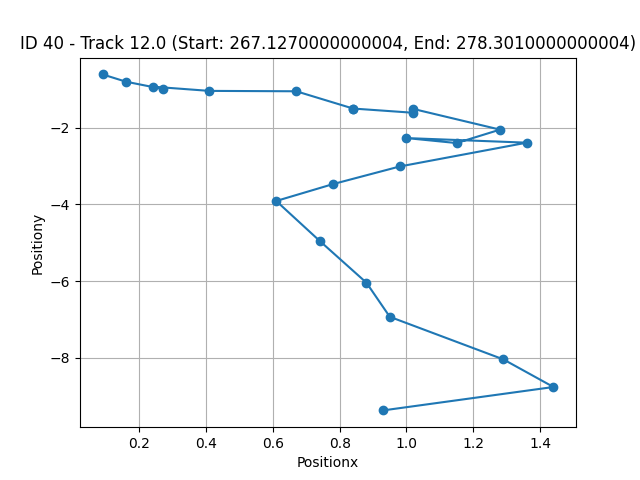 ID 40 - Track 12.0 (Start: 267.1270000000004, End: 278.3010000000004)
Positiony
−2
−4
−6
−8
0.2 0.4 0.6 0.8 1.0 1.2 1.4
Positionx